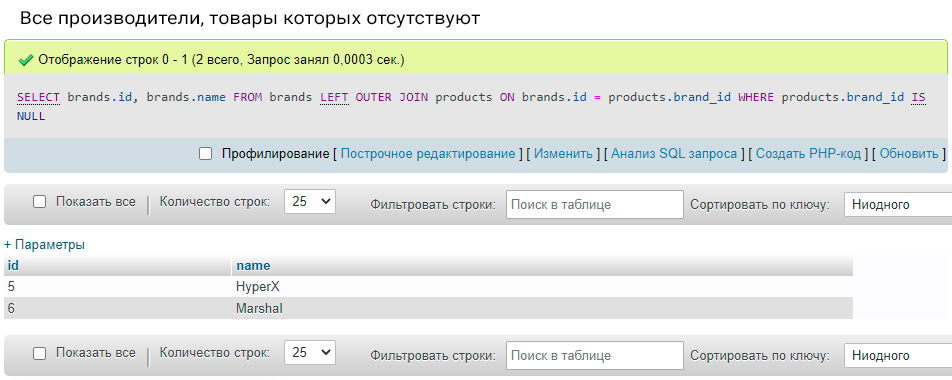 Все производители, товары которых отсутствуют
Отображение строк 0 - 1 (2 всего, Запрос занял 0,0003 сек.)
SELECT brands.id, brands.name FROM brands LEFT OUTER JOIN products ON brands.id = products.brand_id WHERE products.brand_id IS
NULL
Профилирование [ Построчное редактирование ] [ Изменить ] [ Анализ SQL запроса ] [ Создать PHP-код ] [ Обновить ]
Показать все | Количество строк: 25 Фильтровать строки: Поиск в таблице Сортировать по ключу: Ниодного
+ Параметры
id name
5 HyperX
6 Marshal
Показать все | Количество строк: 25 Фильтровать строки: Поиск в таблице Сортировать по ключу: Ниодного